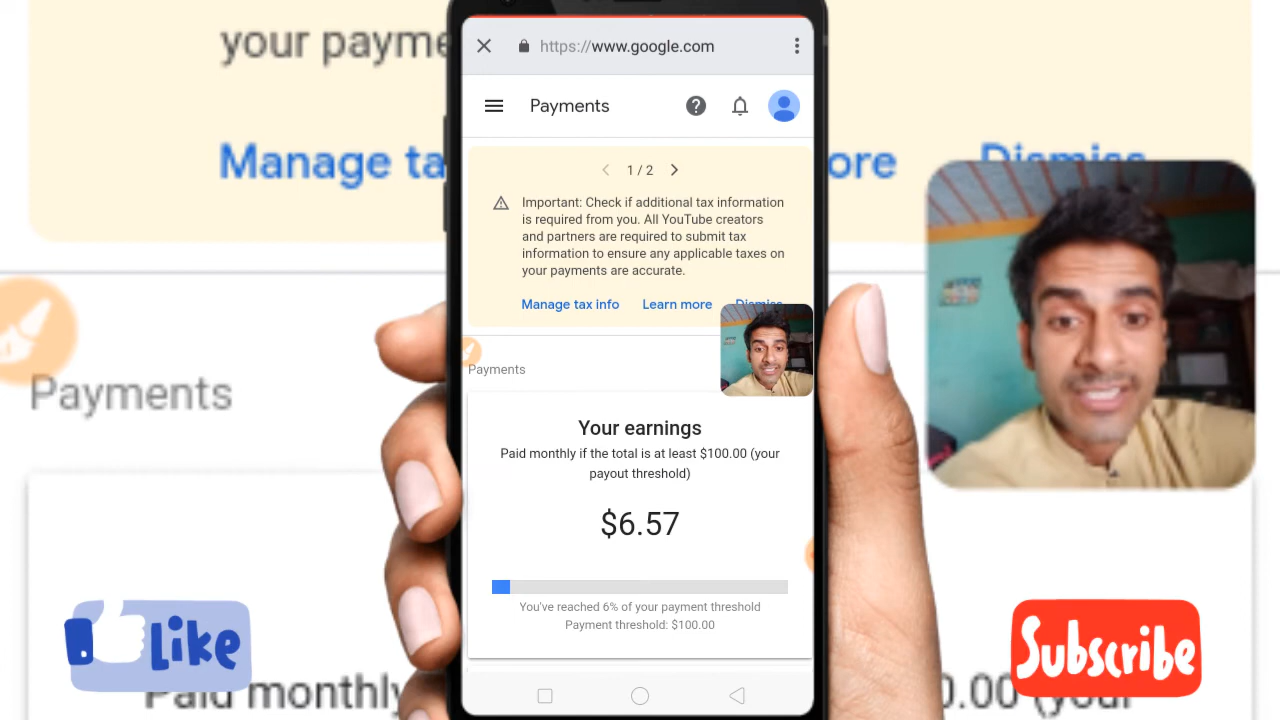 your payme
Manage ta
ore
Dismiss
Payments
Paid monthly
0.00 (your
https://www.google.com
Payments
1 / 2
Important: Check if additional tax information
is required from you. All YouTube creators
and partners are required to submit tax
information to ensure any applicable taxes on
your payments are accurate.
Manage tax info Learn more Dismiss
Payments
Your earnings
Paid monthly if the total is at least $100.00 (your
payout threshold)
$6.57
You've reached 6% of your payment threshold
Payment threshold: $100.00
like
Subscribe